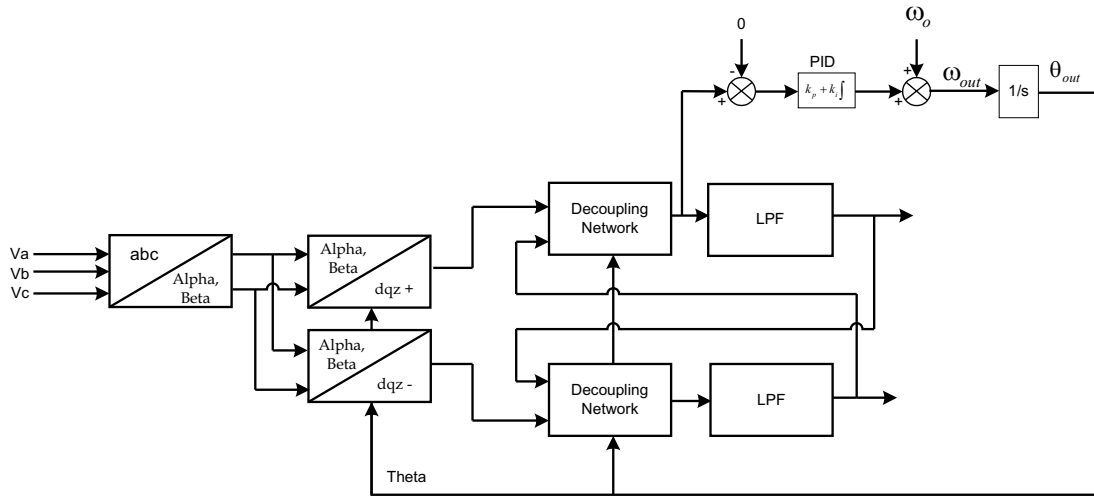 0
ω_o
-
+
PID
k_p + k_i ∫
+
+
ω_out
1/s
θ_out
Decoupling
Network
LPF
Va
Vb
Vc
abc
Alpha,
Beta
Alpha,
Beta
dqz +
Alpha,
Beta
dqz -
Decoupling
Network
LPF
Theta